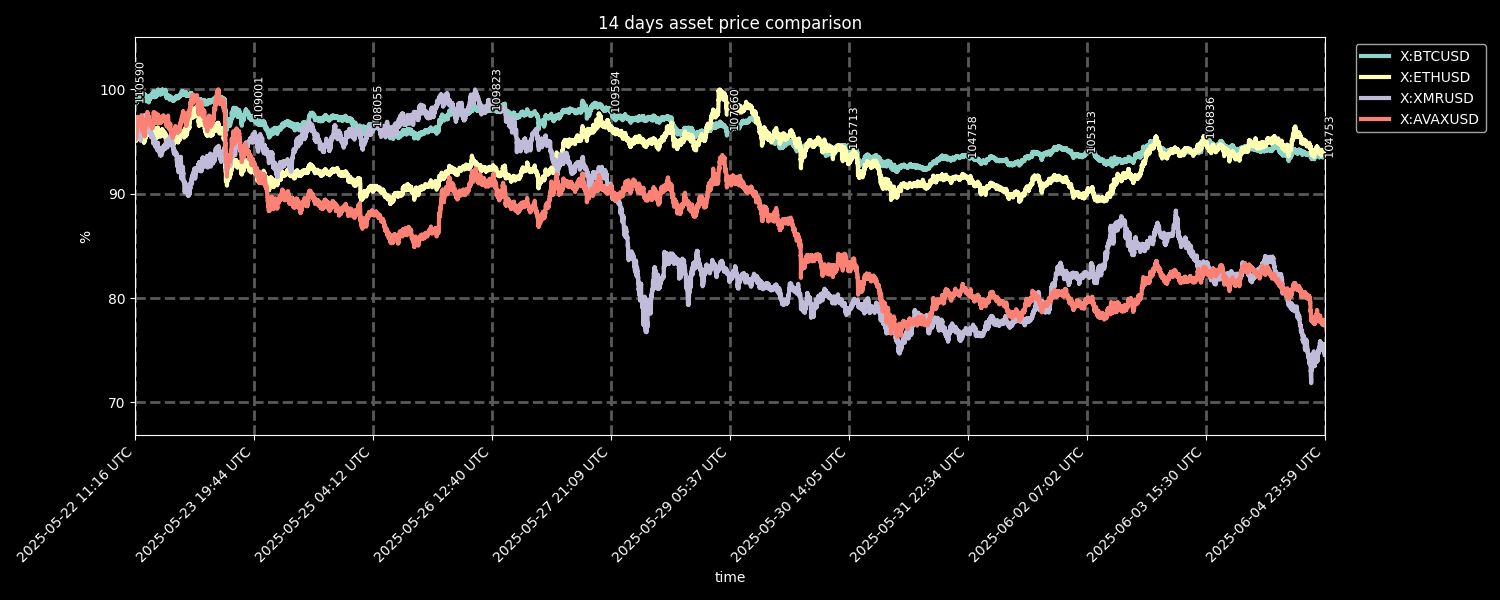 14 days asset price comparison
X:BTCUSD
X:ETHUSD
X:XMRUSD
X:AVAXUSD
100
90
80
70
%
110590
109001
108055
109823
109594
107660
105713
104758
105313
106836
104753
2025-05-22 11:16 UTC
2025-05-23 19:44 UTC
2025-05-25 04:12 UTC
2025-05-26 12:40 UTC
2025-05-27 21:09 UTC
2025-05-29 05:37 UTC
2025-05-30 14:05 UTC
2025-05-31 22:34 UTC
2025-06-02 07:02 UTC
2025-06-03 15:30 UTC
2025-06-04 23:59 UTC
time